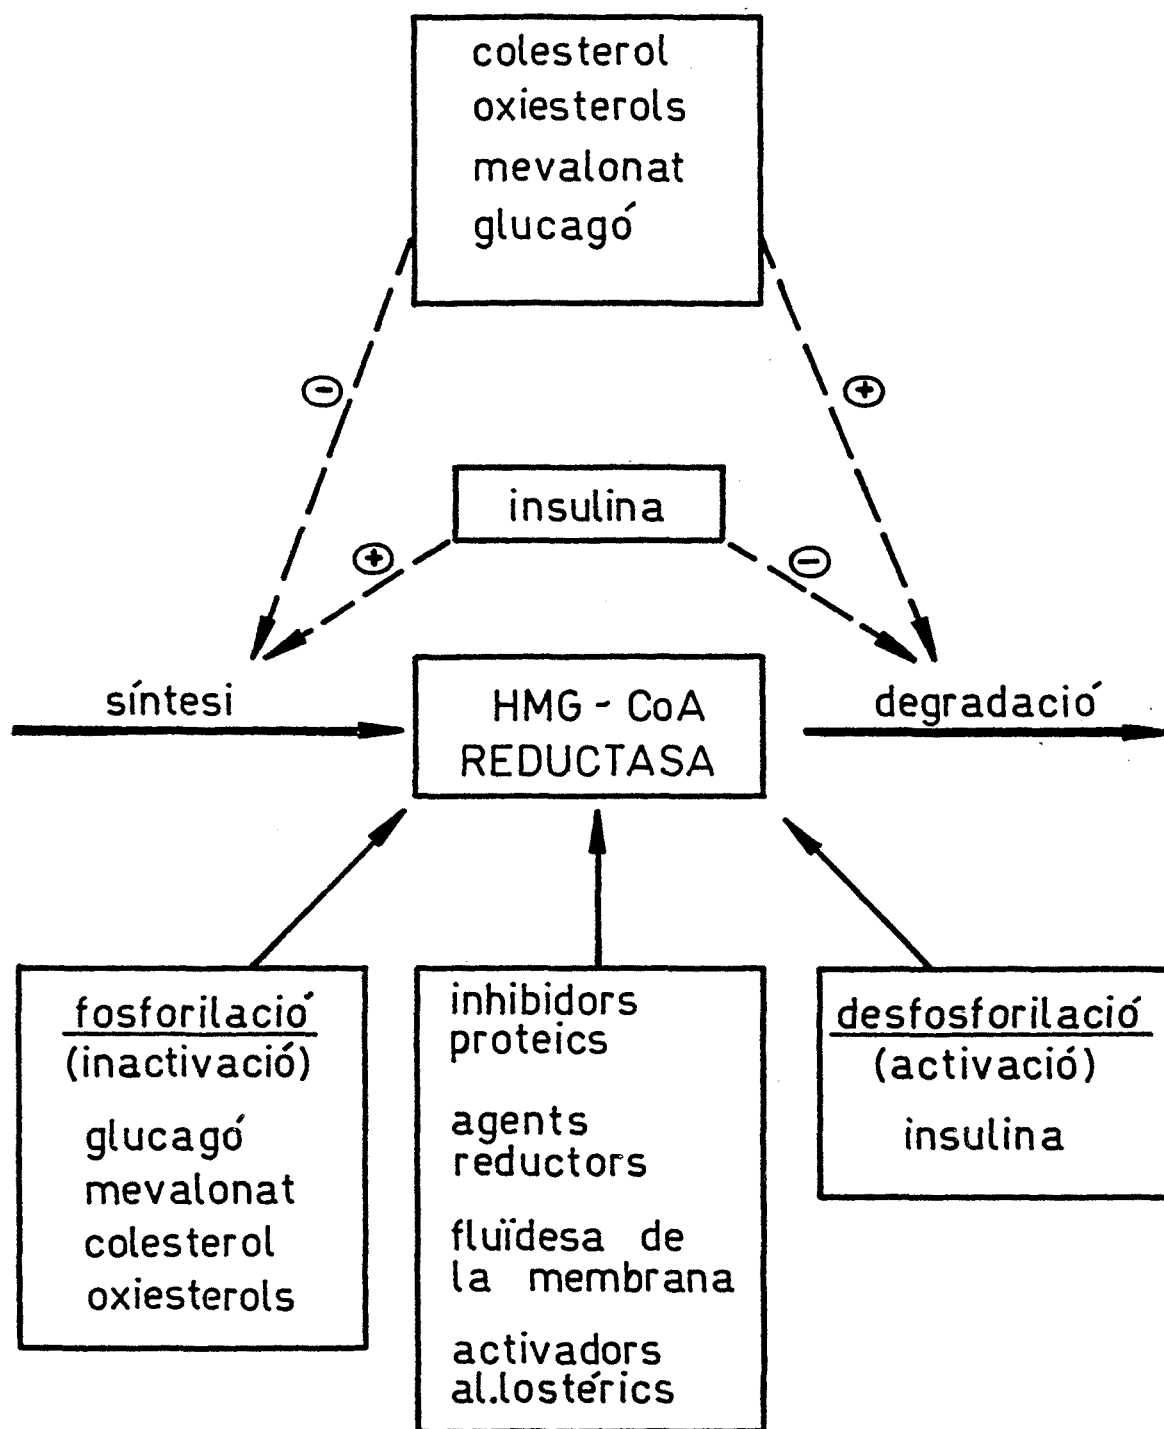 colesterol
oxiesterols
mevalonat
glucagó
−
+
insulina
+
−
síntesi
HMG - CoA
REDUCTASA
degradació
fosforilació
(inactivació)
glucagó
mevalonat
colesterol
oxiesterols
inhibidors
proteics
agents
reductors
fluïdesa de
la membrana
activadors
al.lostérics
desfosforilació
(activació)
insulina